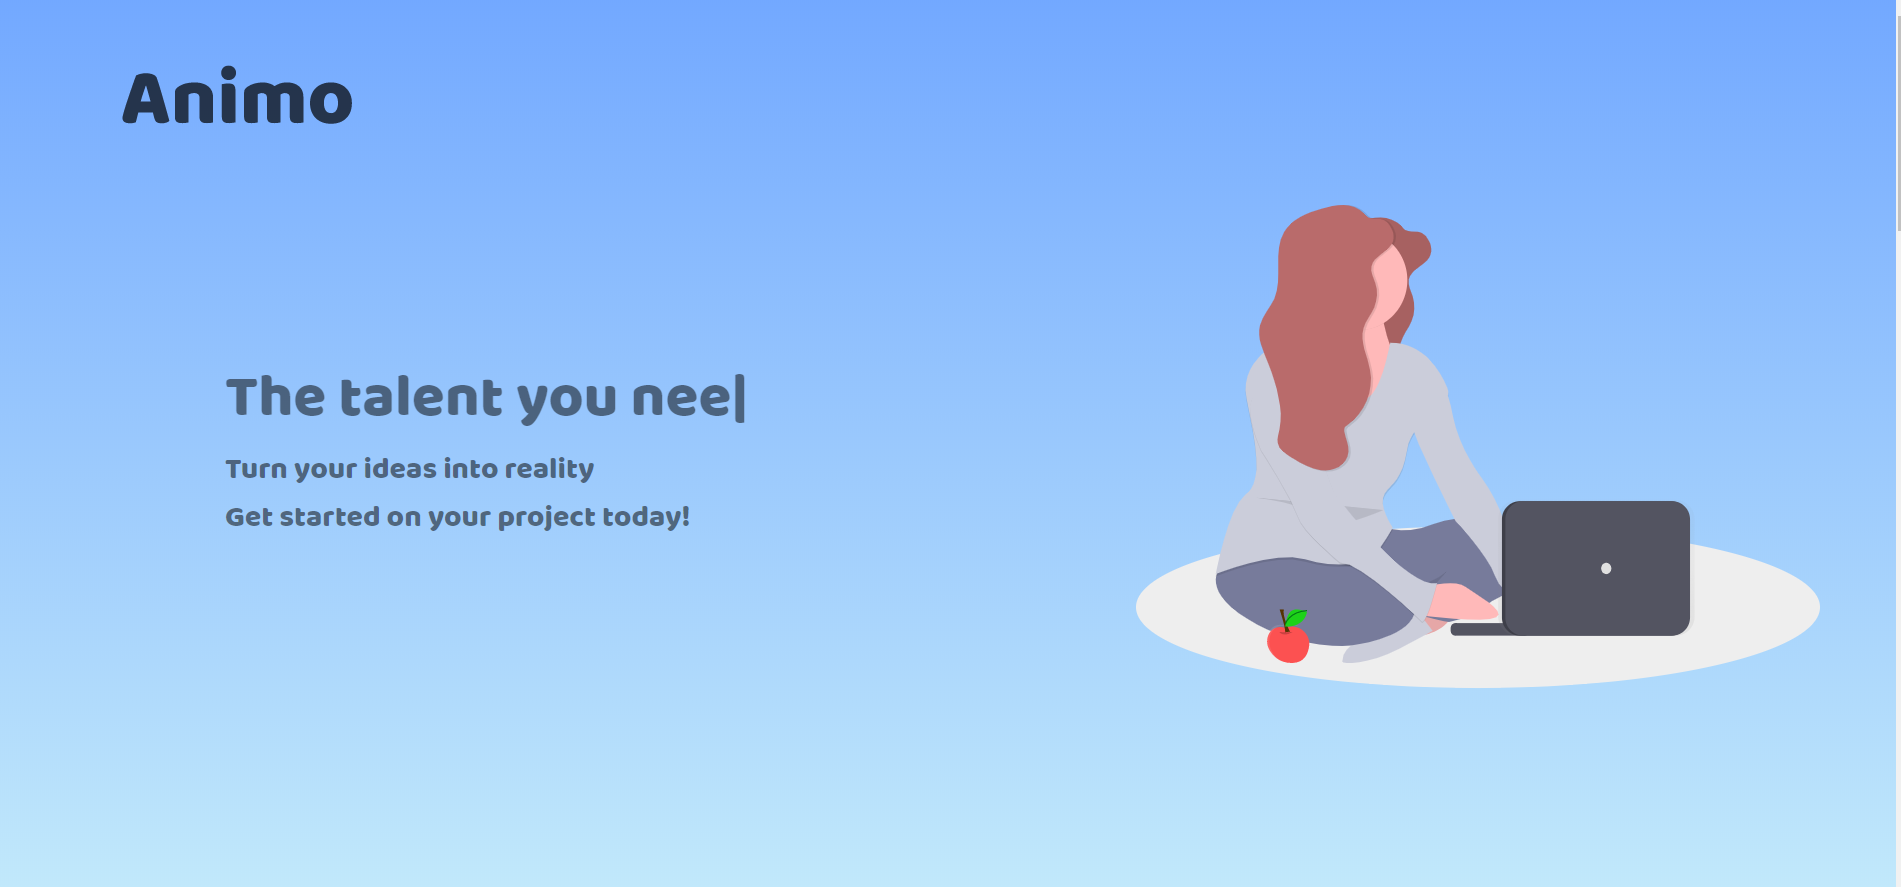 Animo
The talent you nee|
Turn your ideas into reality
Get started on your project today!